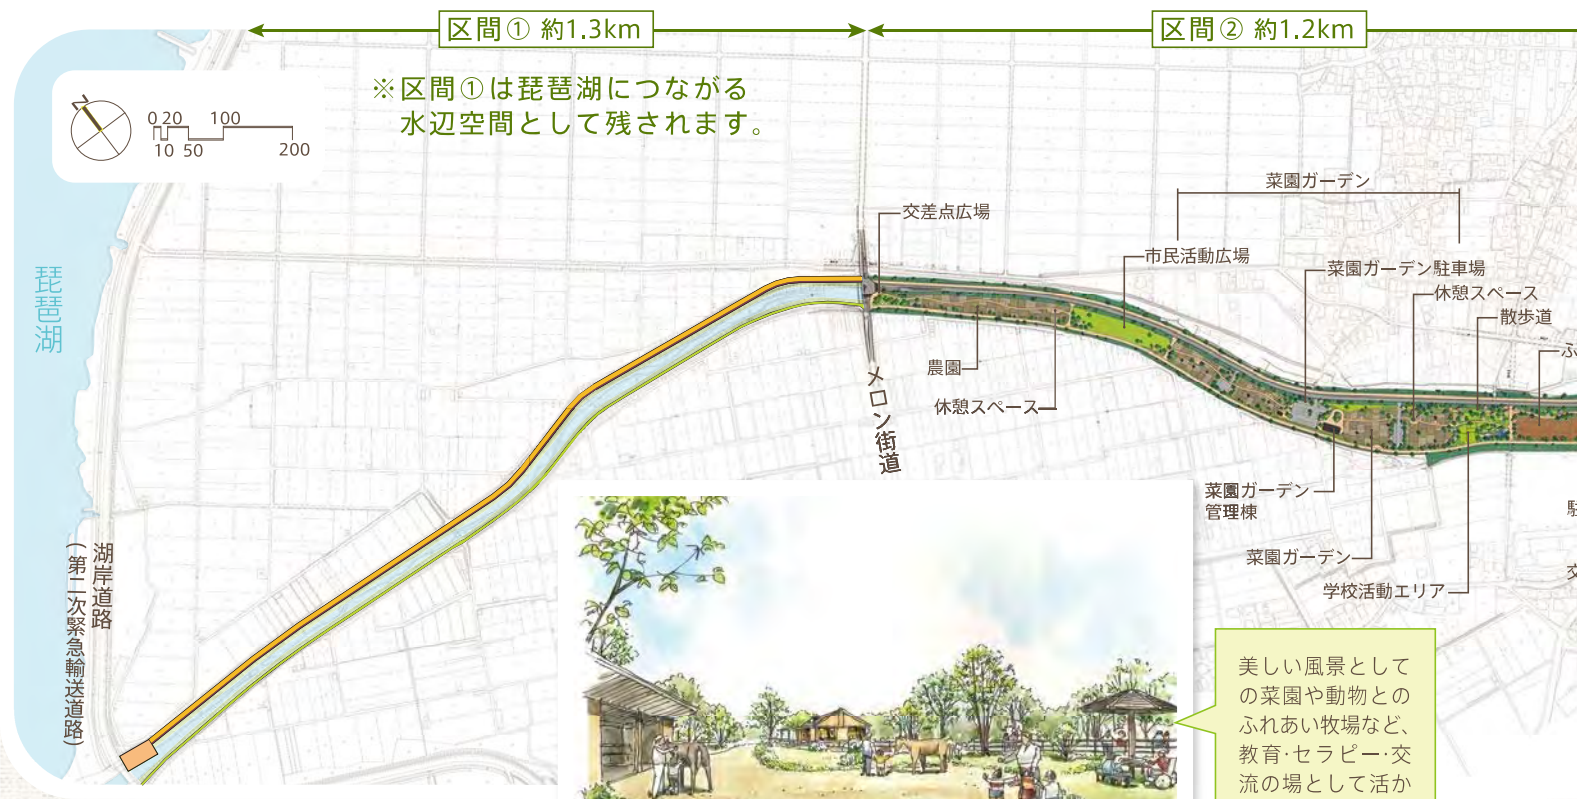 区間① 約1.3km
区間② 約1.2km
※区間①は琵琶湖につながる
水辺空間として残されます。
0 20 100
10 50 200
琵琶湖
湖岸道路
(第二次緊急輸送道路)
メロン街道
交差点広場
農園
休憩スペース
菜園ガーデン
市民活動広場
菜園ガーデン駐車場
休憩スペース
散歩道
ふ
菜園ガーデン
管理棟
菜園ガーデン
学校活動エリア
美しい風景として
の菜園や動物との
ふれあい牧場など、
教育・セラピー・交
流の場として活か